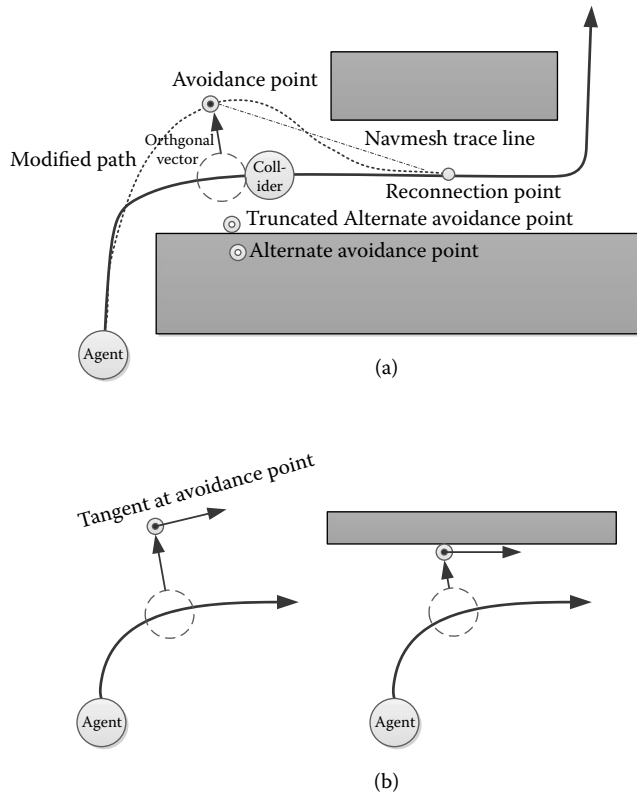 Avoidance point
Navmesh trace line
Orthgonal
vector
Modified path
Coll-
ider
Reconnection point
Truncated Alternate avoidance point
Alternate avoidance point
Agent
(a)
Tangent at avoidance point
Agent
Agent
(b)